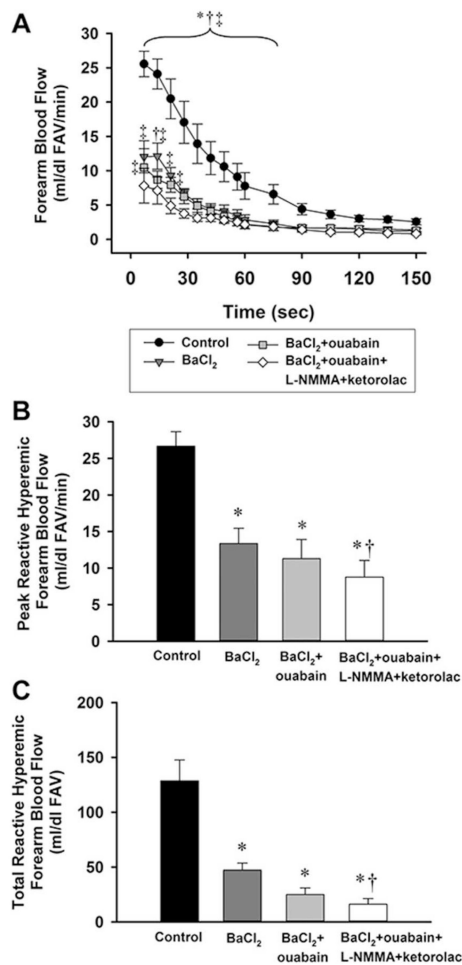 A
*†‡
Forearm Blood Flow
(ml/dl FAV/min)
30
25
20
15
10
5
0
‡
†‡
‡
‡
‡
0
30
60
90
120
150
Time (sec)
Control
BaCl2
BaCl2+ouabain
BaCl2+ouabain+
L-NMMA+ketorolac
B
Peak Reactive Hyperemic
Forearm Blood Flow
(ml/dl FAV/min)
30
25
20
15
10
5
0
*
*
*†
Control
BaCl2
BaCl2+
ouabain
BaCl2+ouabain+
L-NMMA+ketorolac
C
Total Reactive Hyperemic
Forearm Blood Flow
(ml/dl FAV)
200
150
100
50
0
*
*
*†
Control
BaCl2
BaCl2+
ouabain
BaCl2+ouabain+
L-NMMA+ketorolac